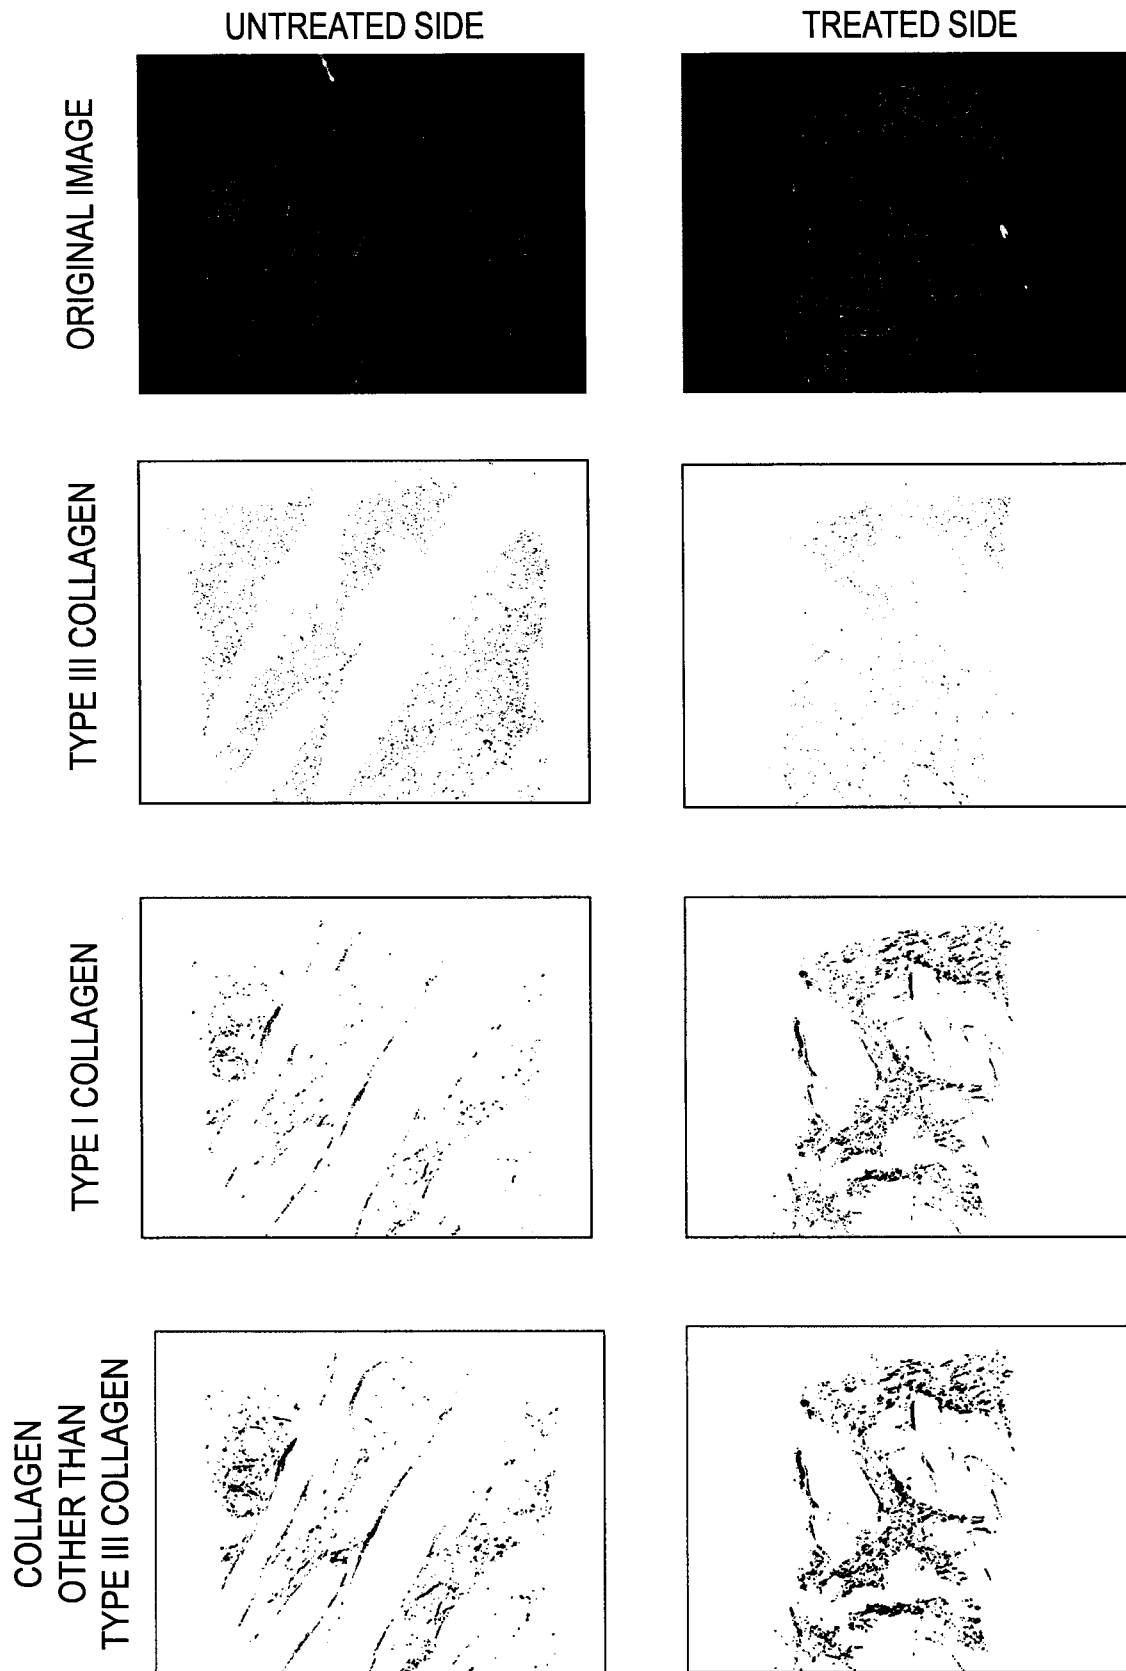 UNTREATED SIDE
TREATED SIDE
ORIGINAL IMAGE
TYPE III COLLAGEN
TYPE I COLLAGEN
COLLAGEN
OTHER THAN
TYPE III COLLAGEN